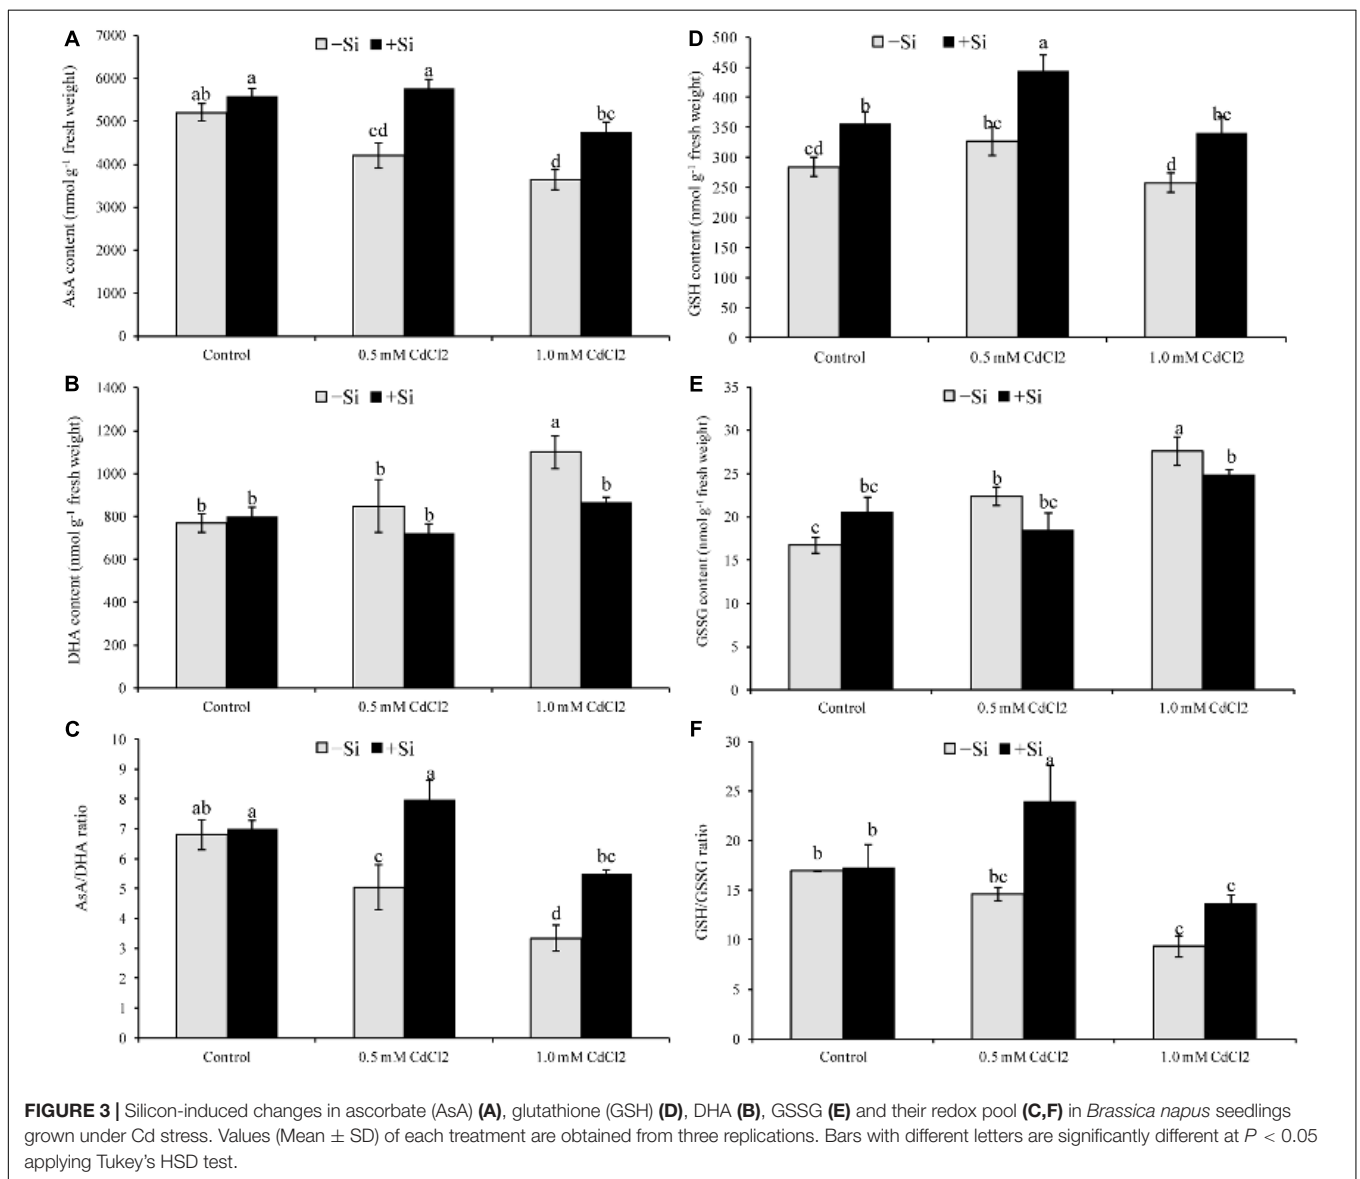 A
7000
6000
5000
4000
3000
2000
1000
0
AsA content (nmol g⁻¹ fresh weight)
−Si +Si
ab a cd a d bc
Control 0.5 mM CdCl2 1.0 mM CdCl2
D
500
450
400
350
300
250
200
150
100
50
0
GSH content (nmol g⁻¹ fresh weight)
−Si +Si
cd b bc a d bc
Control 0.5 mM CdCl2 1.0 mM CdCl2
B
1400
1200
1000
800
600
400
200
0
DHA content (nmol g⁻¹ fresh weight)
−Si +Si
b b b b a b
Control 0.5 mM CdCl2 1.0 mM CdCl2
E
35
30
25
20
15
10
5
0
GSSG content (nmol g⁻¹ fresh weight)
−Si +Si
c bc b bc a b
Control 0.5 mM CdCl2 1.0 mM CdCl2
C
10
9
8
7
6
5
4
3
2
1
0
AsA/DHA ratio
−Si +Si
ab a c a d bc
Control 0.5 mM CdCl2 1.0 mM CdCl2
F
30
25
20
15
10
5
0
GSH/GSSG ratio
−Si +Si
b b bc a c c
Control 0.5 mM CdCl2 1.0 mM CdCl2
FIGURE 3 | Silicon-induced changes in ascorbate (AsA) (A), glutathione (GSH) (D), DHA (B), GSSG (E) and their redox pool (C,F) in Brassica napus seedlings
grown under Cd stress. Values (Mean ± SD) of each treatment are obtained from three replications. Bars with different letters are significantly different at P < 0.05
applying Tukey's HSD test.